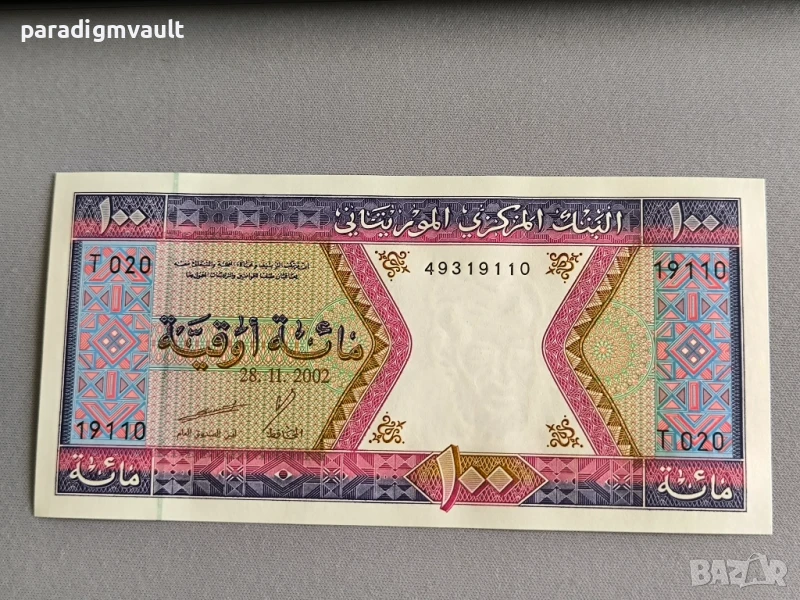 paradigmvault
١٠٠ البنك المركزي الموريتاني ١٠٠
T 020
49319110
19110
مائة أوقية
28.11.2002
19110
المحافظ
T 020
مائة
١٠٠
مائة
BAZAR